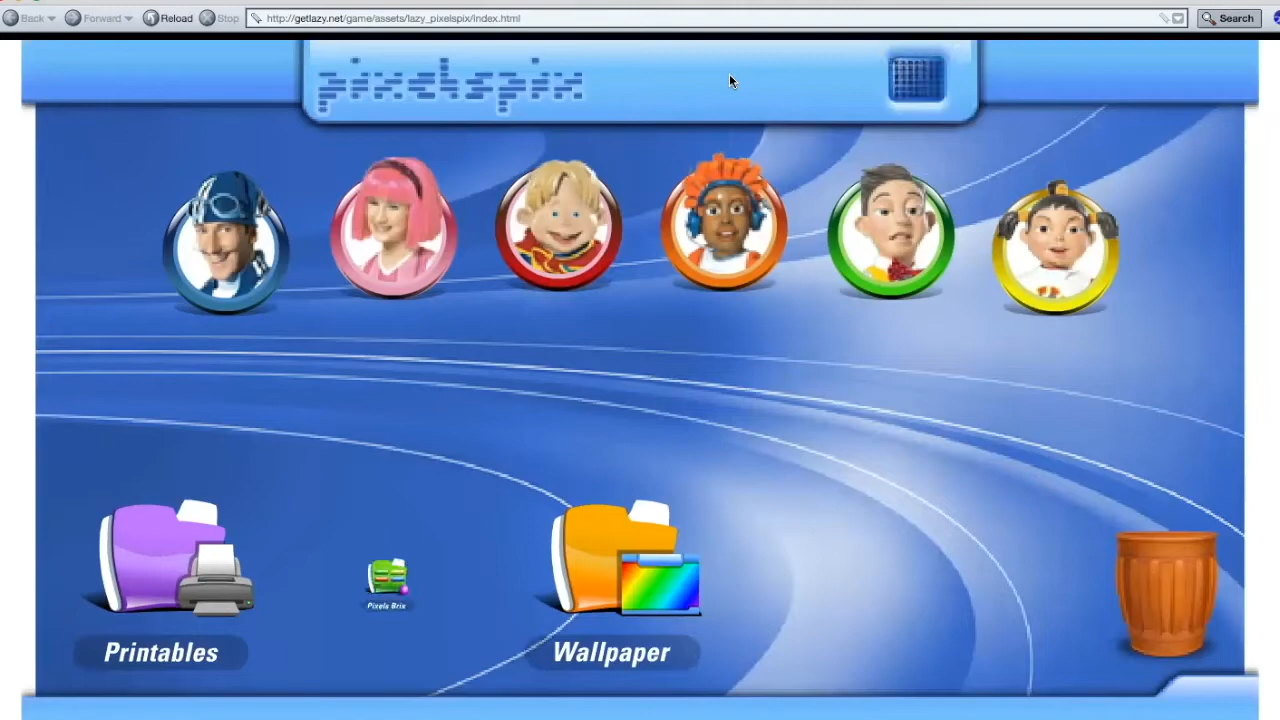 Back Forward Reload Stop http://getlazy.net/game/assets/lazy_pixelspix/index.html Search
pixelspix
Pixels Brix
Printables Wallpaper